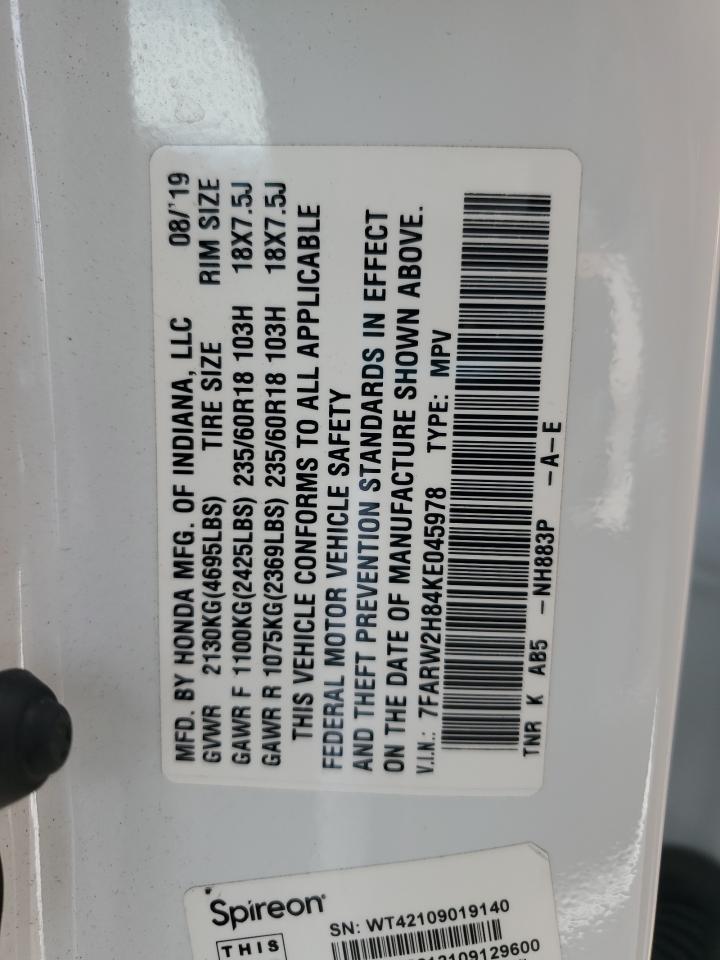 MFD. BY HONDA MFG. OF INDIANA, LLC 08/'19
GVWR 2130KG(4695LBS) TIRE SIZE RIM SIZE
GAWR F 1100KG(2425LBS) 235/60R18 103H 18X7.5J
GAWR R 1075KG(2369LBS) 235/60R18 103H 18X7.5J
THIS VEHICLE CONFORMS TO ALL APPLICABLE
FEDERAL MOTOR VEHICLE SAFETY
AND THEFT PREVENTION STANDARDS IN EFFECT
ON THE DATE OF MANUFACTURE SHOWN ABOVE.
V.I.N.: 7FARW2H84KE045978 TYPE: MPV
TNR K AB5 -NH883P -A-E
Spireon
SN: WT42109019140
THIS